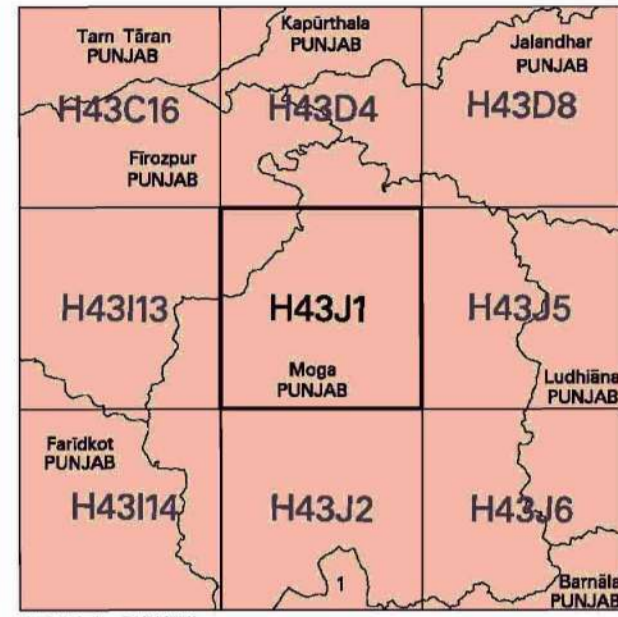 Tarn Tāran
PUNJAB
Kapūrthala
PUNJAB
Jalandhar
PUNJAB
H43C16
H43D4
H43D8
Fīrozpur
PUNJAB
H43I13
H43J1
H43J5
Moga
PUNJAB
Ludhiāna
PUNJAB
Farīdkot
PUNJAB
H43I14
H43J2
H43J6
1
Barnāla
PUNJAB